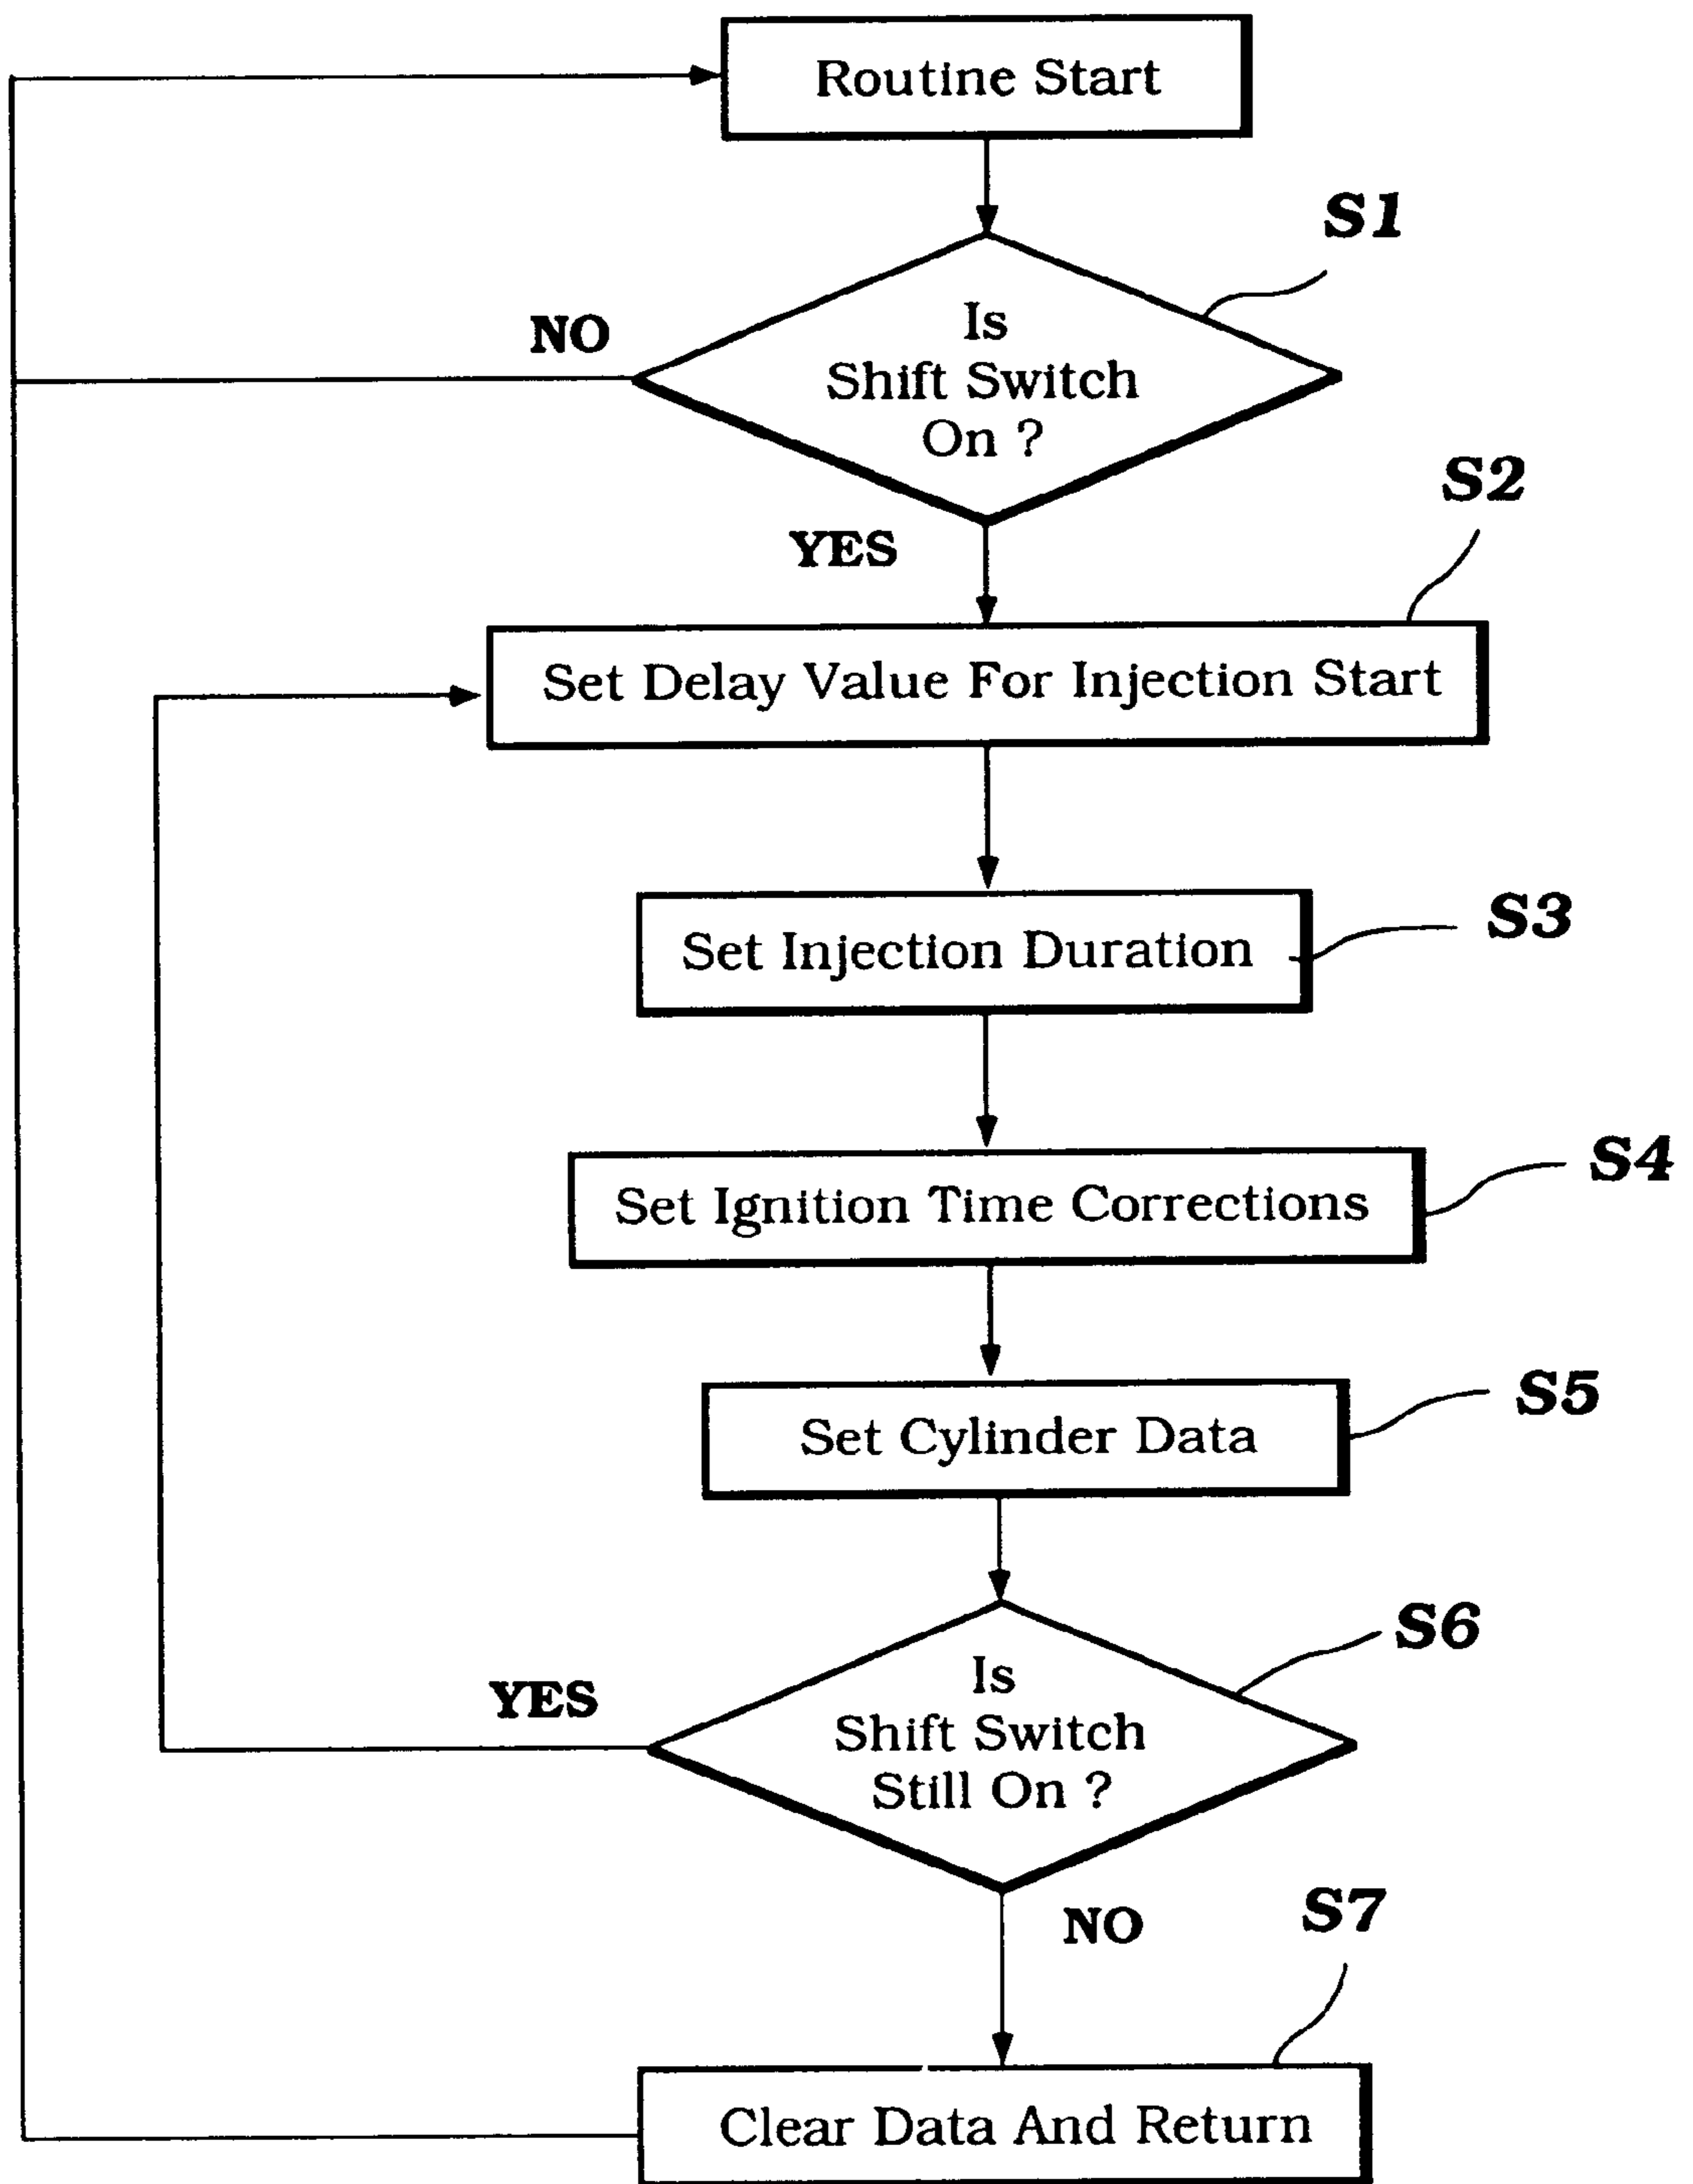 Routine Start
S1
Is
Shift Switch
On ?
NO
YES
S2
Set Delay Value For Injection Start
Set Injection Duration
S3
Set Ignition Time Corrections
S4
Set Cylinder Data
S5
S6
Is
Shift Switch
Still On ?
YES
NO
S7
Clear Data And Return